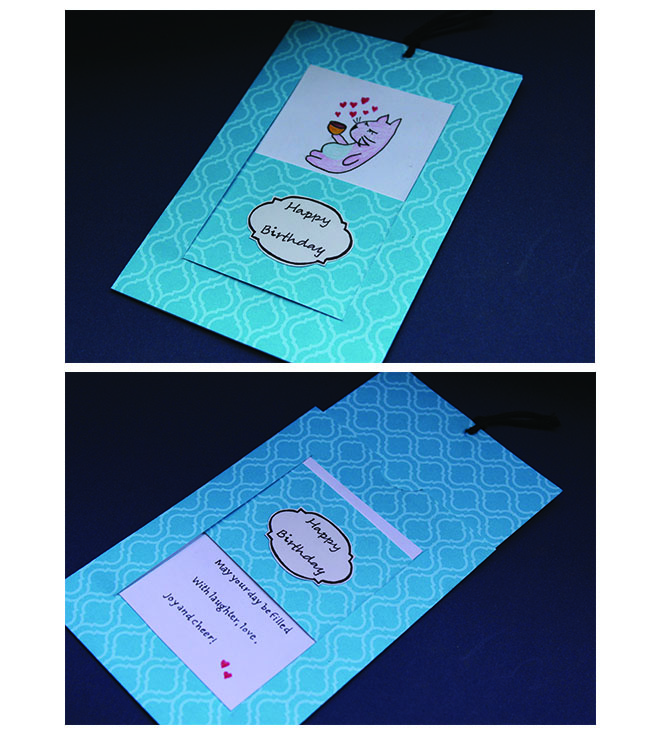 Happy
Birthday
Happy
Birthday
May your day be filled
With laughter, love.
Joy and cheer!